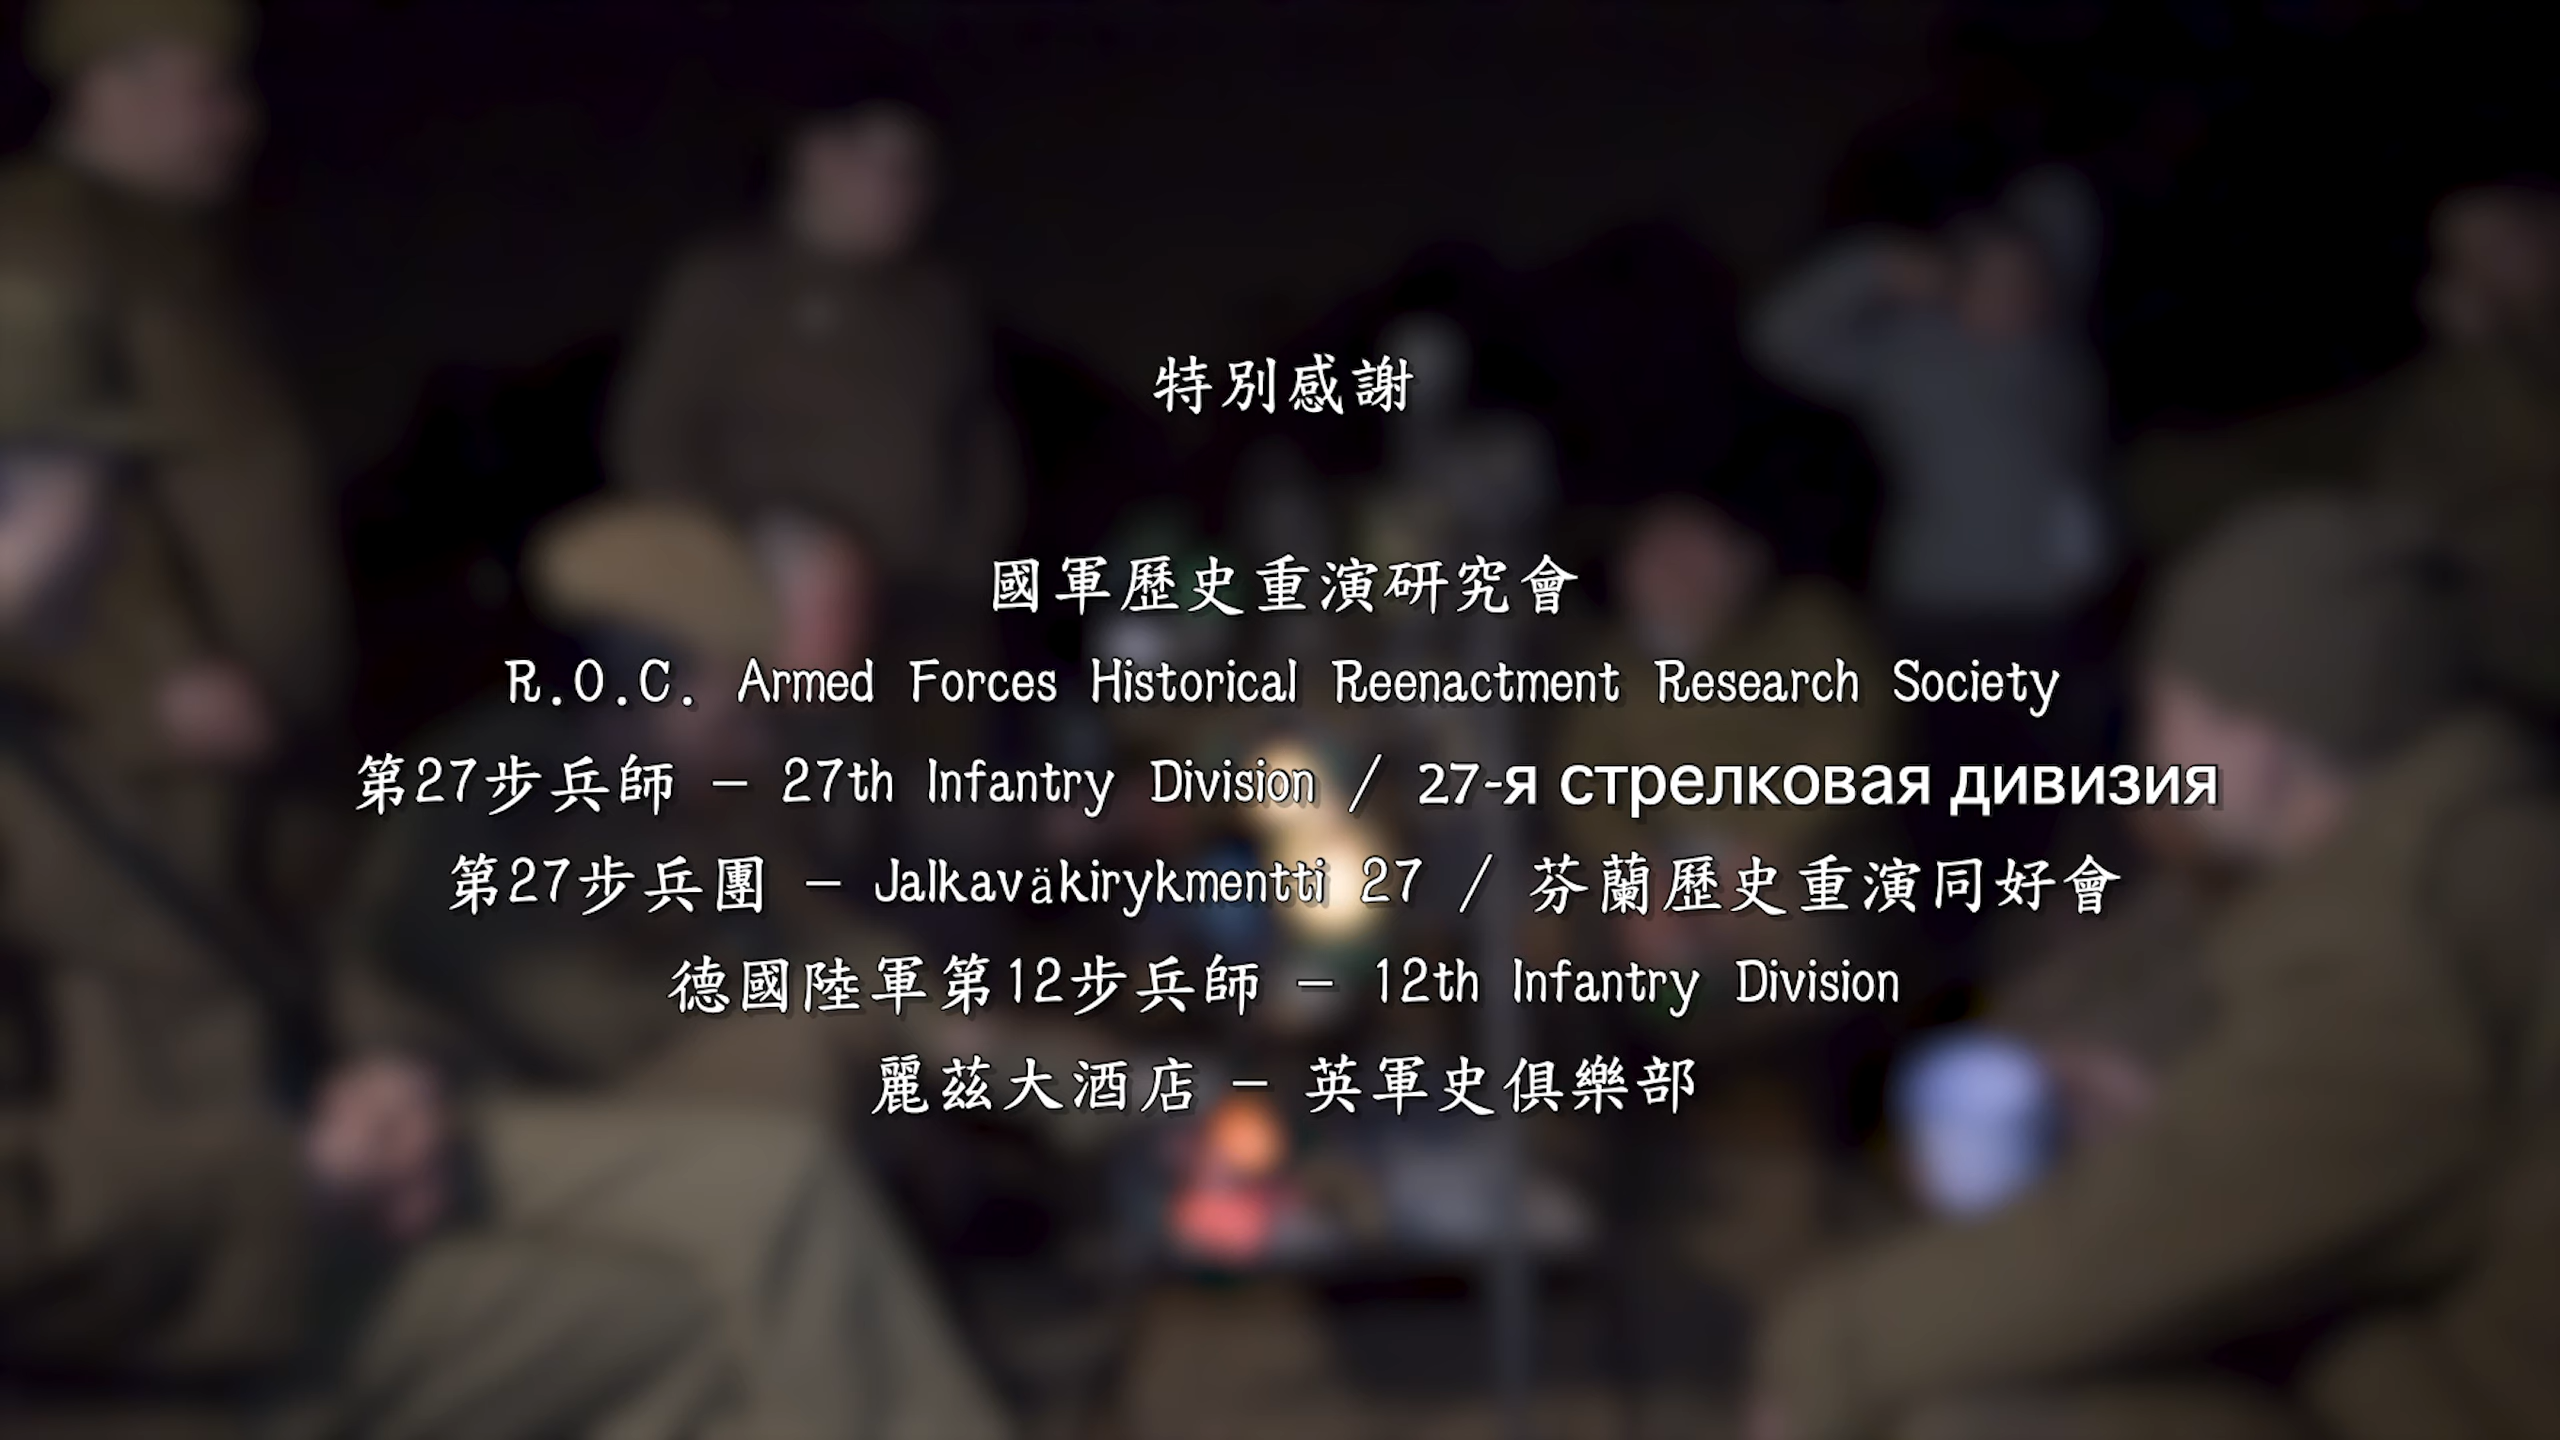 特別感謝
國軍歷史重演研究會
R.O.C. Armed Forces Historical Reenactment Research Society
第27步兵師 – 27th Infantry Division / 27-я стрелковая дивизия
第27步兵團 – Jalkaväkirykmentti 27 / 芬蘭歷史重演同好會
德國陸軍第12步兵師 – 12th Infantry Division
麗茲大酒店 – 英軍史俱樂部